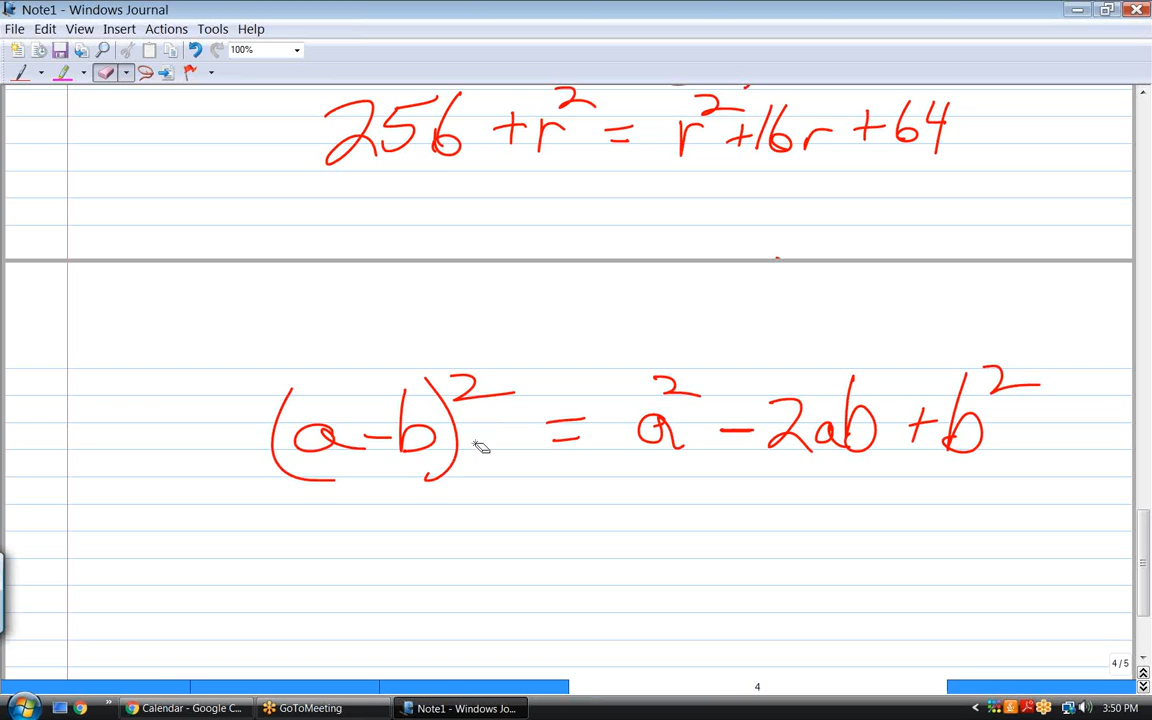 Note1 - Windows Journal
File Edit View Insert Actions Tools Help
100%
256 + r² = r² + 16r + 64
(a-b)² = a² - 2ab + b²
4/5
4
Calendar - Google C...
GoToMeeting
Note1 - Windows Jo...
3:50 PM